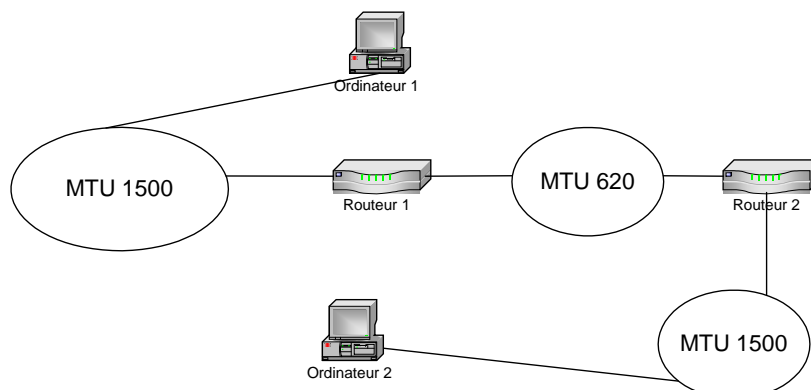 Ordinateur 1
MTU 1500
Routeur 1
MTU 620
Routeur 2
Ordinateur 2
MTU 1500